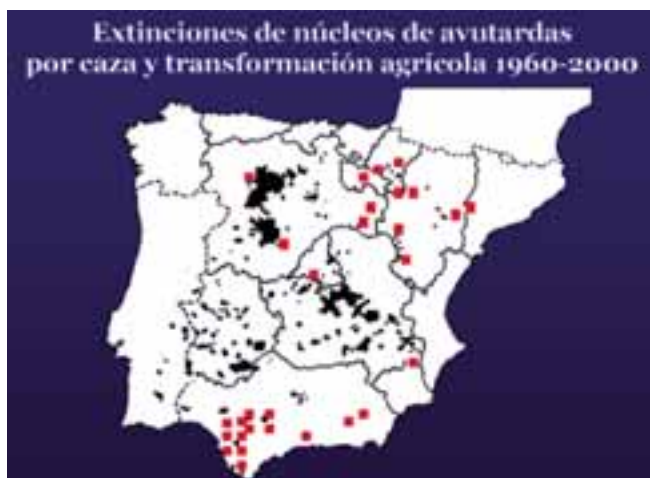 Extinciones de núcleos de avutardas
por caza y transformación agrícola 1960-2000